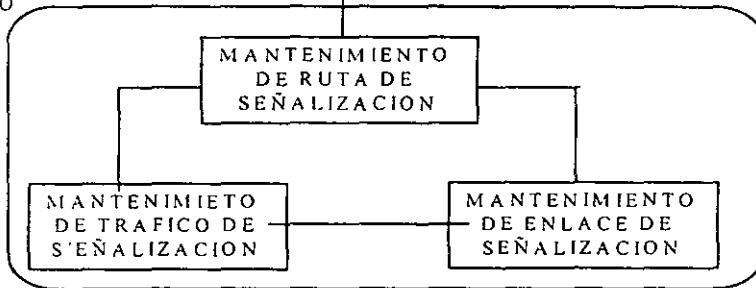 O
MANTENIMIENTO
DE RUTA DE
SEÑALIZACION
MANTENIMIETO
DE TRAFICO DE
S'EÑALIZACION
MANTENIMIENTO
DE ENLACE DE
SEÑALIZACION